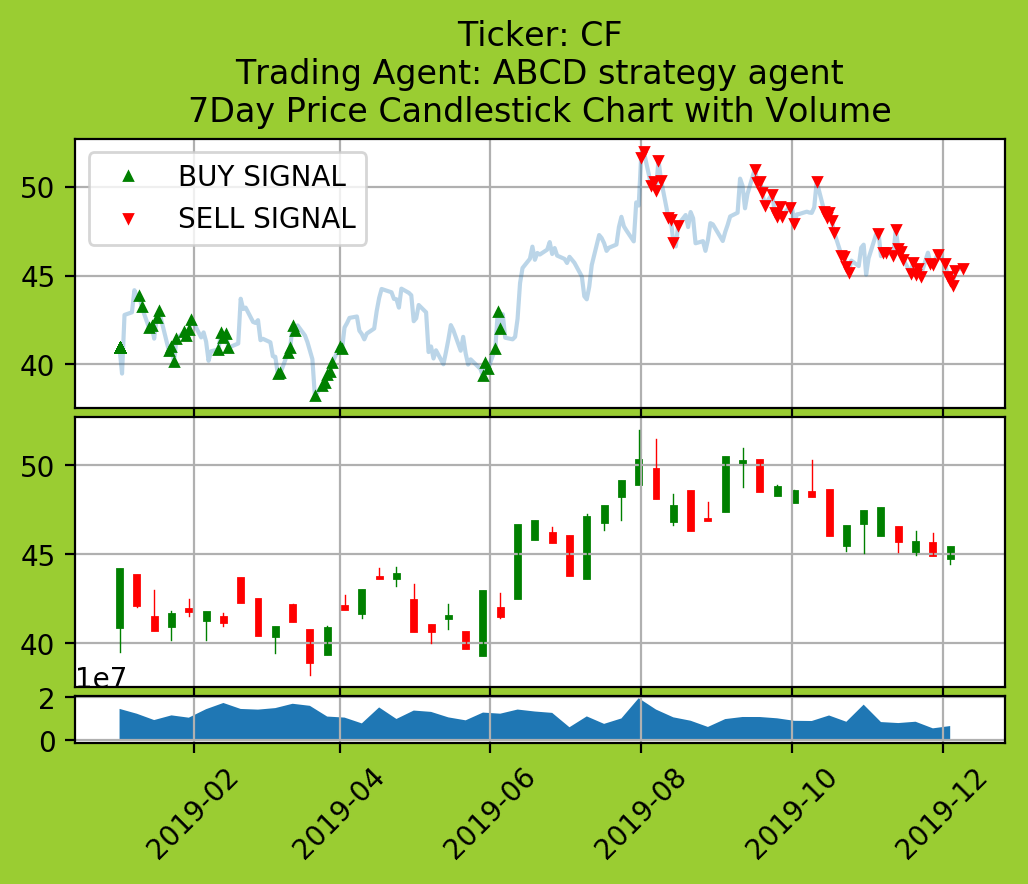 Ticker: CF
Trading Agent: ABCD strategy agent
7Day Price Candlestick Chart with Volume
BUY SIGNAL
SELL SIGNAL
50
45
40
50
45
40
1e7
2
0
2019-02
2019-04
2019-06
2019-08
2019-10
2019-12